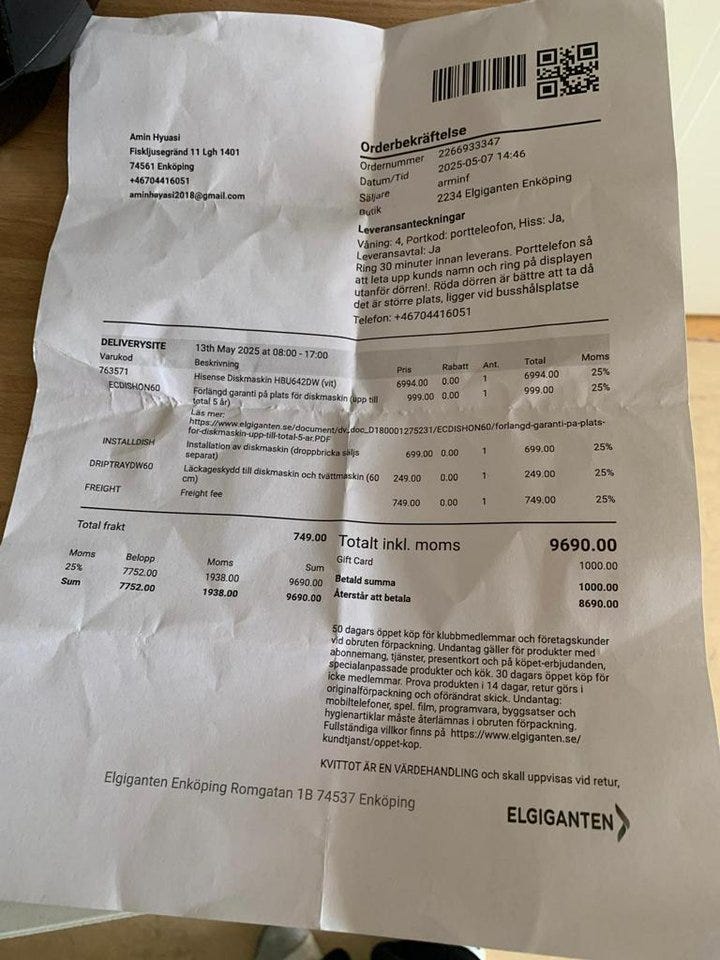 Amin Hyuasi
Fiskljusegränd 11 Lgh 1401
74561 Enköping
+46704416051
aminhayasi2018@gmail.com
Orderbekräftelse
Ordernummer 2266933347
Datum/Tid 2025-05-07 14:46
Säljare arminf
Butik 2234 Elgiganten Enköping
Leveransanteckningar
Våning: 4, Portkod: portteleofon, Hiss: Ja,
Leveransavtal: Ja
Ring 30 minuter innan leverans. Porttelefon så
att leta upp kunds namn och ring på displayen
utanför dörren!. Röda dörren är bättre att ta då
det är större plats, ligger vid busshålsplatse
Telefon: +46704416051
DELIVERYSITE 13th May 2025 at 08:00 - 17:00
Varukod Beskrivning Pris Rabatt Ant. Total Moms
763571 Hisense Diskmaskin HBU642DW (vit) 6994.00 0.00 1 6994.00 25%
ECDISHON60 Förlängd garanti på plats för diskmaskin (upp till 999.00 0.00 1 999.00 25%
total 5 år)
Läs mer:
https://www.elgiganten.se/document/dv_doc_D180001275231/ECDISHON60/forlangd-garanti-pa-plats-
for-diskmaskin-upp-till-total-5-ar.PDF
INSTALLDISH Installation av diskmaskin (droppbricka säljs 699.00 0.00 1 699.00 25%
separat)
DRIPTRAYDW60 Läckageskydd till diskmaskin och tvättmaskin (60 249.00 0.00 1 249.00 25%
cm)
FREIGHT Freight fee 749.00 0.00 1 749.00 25%
Total frakt 749.00
Moms Belopp Moms Sum
25% 7752.00 1938.00 9690.00
Sum 7752.00 1938.00 9690.00
Totalt inkl. moms 9690.00
Gift Card 1000.00
Betald summa 1000.00
Återstår att betala 8690.00
50 dagars öppet köp för klubbmedlemmar och företagskunder
vid obruten förpackning. Undantag gäller för produkter med
abonnemang, tjänster, presentkort och på köpet-erbjudanden,
specialanpassade produkter och kök. 30 dagars öppet köp för
icke medlemmar. Prova produkten i 14 dagar, retur görs i
originalförpackning och oförändrat skick. Undantag:
mobiltelefoner, spel. film, programvara, byggsatser och
hygienartiklar måste återlämnas i obruten förpackning.
Fullständiga villkor finns på https://www.elgiganten.se/
kundtjanst/oppet-kop.
KVITTOT ÄR EN VÄRDEHANDLING och skall uppvisas vid retur,
Elgiganten Enköping Romgatan 1B 74537 Enköping
ELGIGANTEN